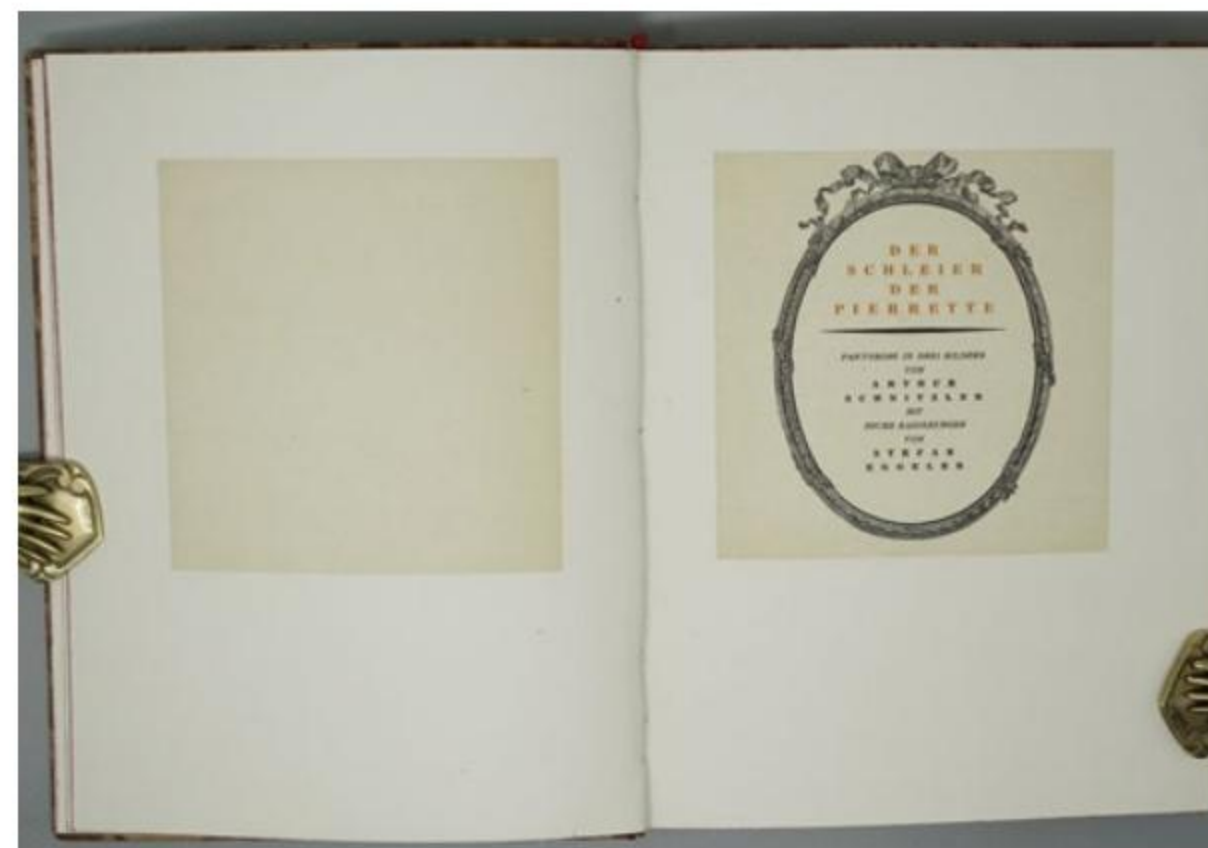 DER
SCHLEIER
DER
PIERRETTE
PANTOMIME IN DREI BILDERN
VON
ARTHUR
SCHNITZLER
MIT
SECHS RADIERUNGEN
VON
STEFAN
EGGELER